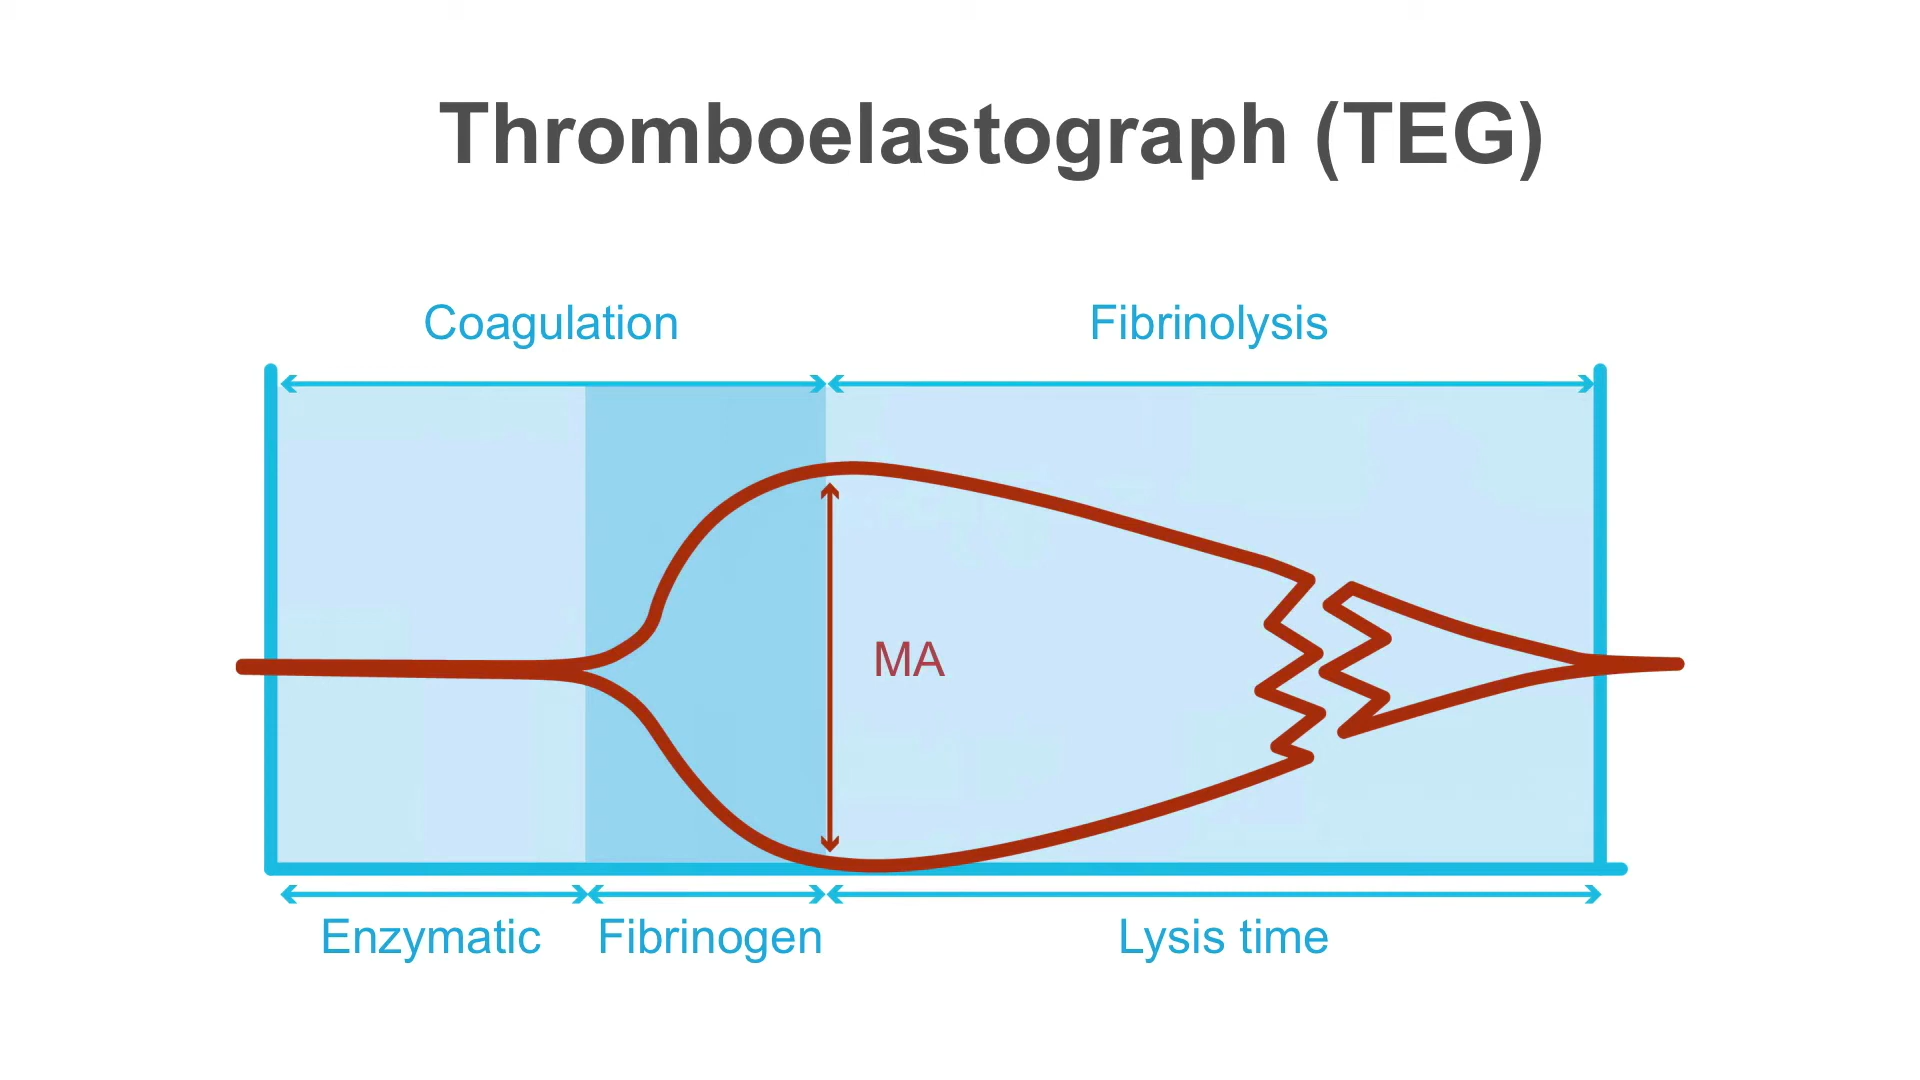 Thromboelastograph (TEG)
Coagulation
Fibrinolysis
MA
Enzymatic
Fibrinogen
Lysis time